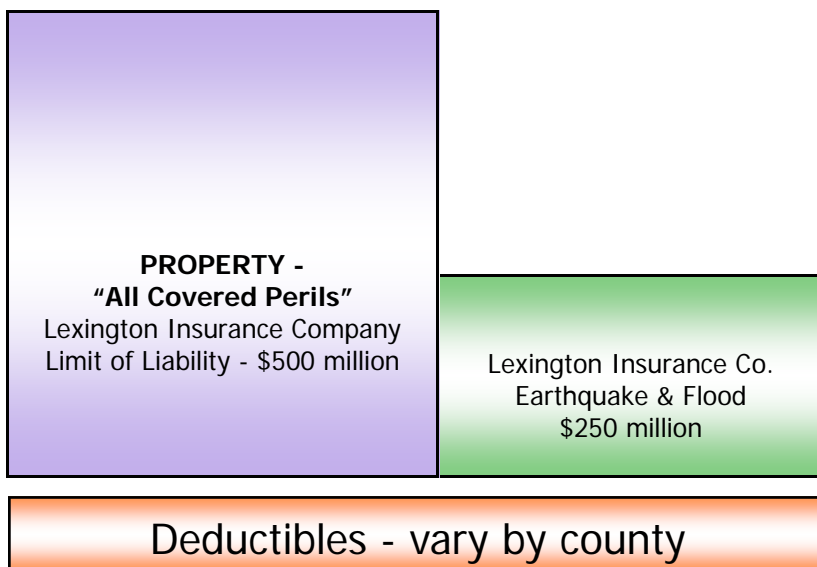 PROPERTY -
“All Covered Perils”
Lexington Insurance Company
Limit of Liability - $500 million
Lexington Insurance Co.
Earthquake & Flood
$250 million
Deductibles - vary by county